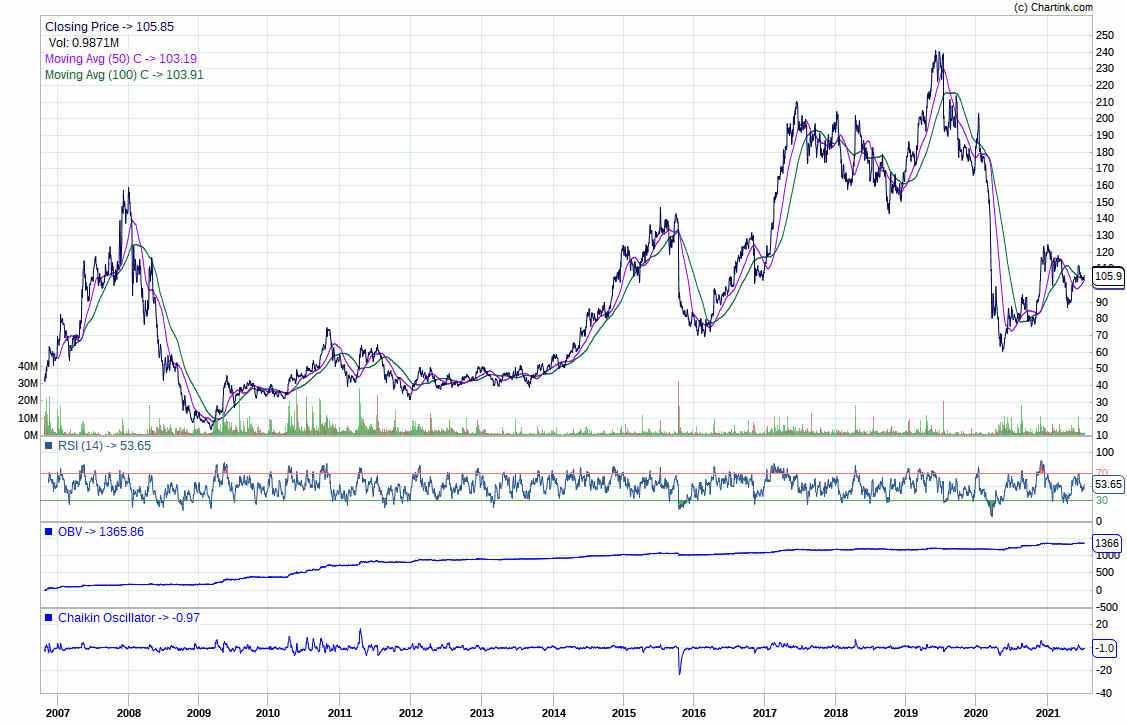 (c) Chartink.com
Closing Price -> 105.85
Vol: 0.9871M
Moving Avg (50) C -> 103.19
Moving Avg (100) C -> 103.91
250
240
230
220
210
200
190
180
170
160
150
140
130
120
105.9
90
80
70
60
50
40
30
20
10
40M
30M
20M
10M
0M
RSI (14) -> 53.65
100
70
53.65
30
0
OBV -> 1365.86
1366
1000
500
0
-500
Chaikin Oscillator -> -0.97
20
-1.0
-20
-40
2007 2008 2009 2010 2011 2012 2013 2014 2015 2016 2017 2018 2019 2020 2021